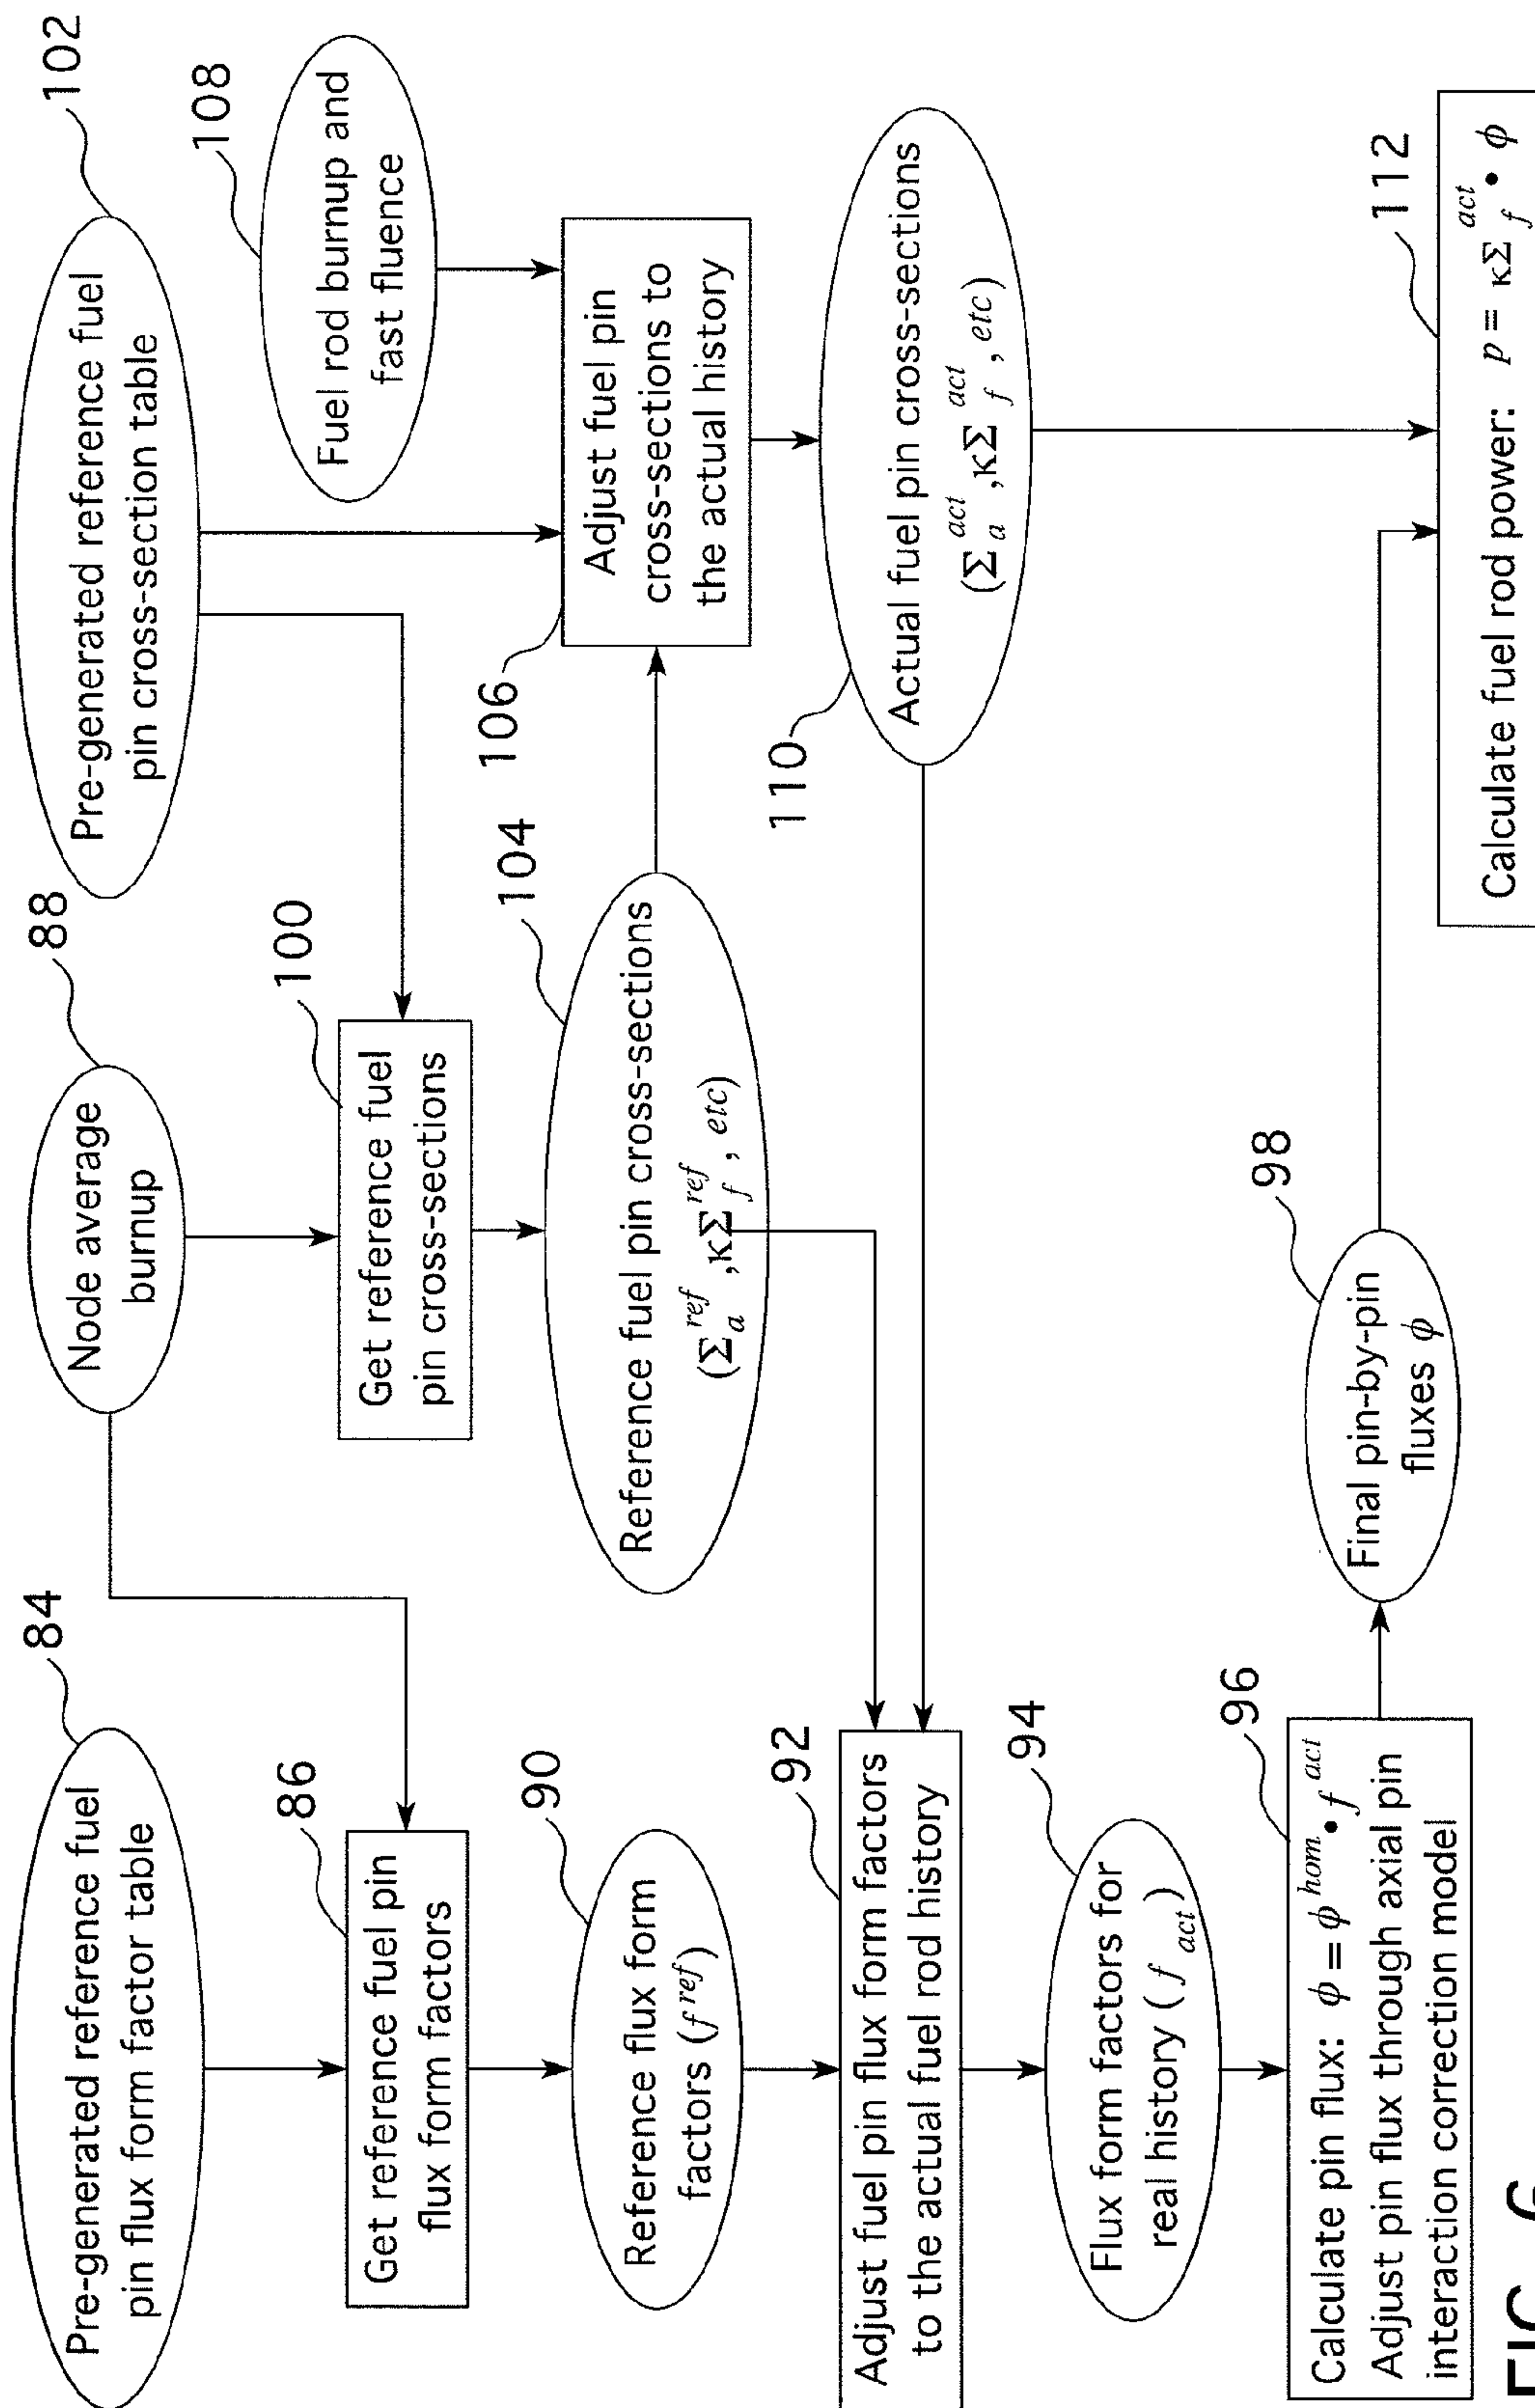 84
Pre-generated reference fuel
pin flux form factor table
88
Node average
burnup
102
Pre-generated reference fuel
pin cross-section table
86
Get reference fuel pin
flux form factors
100
Get reference fuel
pin cross-sections
108
Fuel rod burnup and
fast fluence
90
Reference flux form
factors (f^ref)
104
Reference fuel pin cross-sections
(Σ_a^ref ,κΣ_f^ref , etc)
106
Adjust fuel pin
cross-sections to
the actual history
92
Adjust fuel pin flux form factors
to the actual fuel rod history
110
Actual fuel pin cross-sections
(Σ_a^act ,κΣ_f^act , etc)
94
Flux form factors for
real history ( f_act)
96
Calculate pin flux: ϕ = ϕ^hom • f^act
Adjust pin flux through axial pin
interaction correction model
98
Final pin-by-pin
fluxes ϕ
112
Calculate fuel rod power: p = κΣ_f^act • ϕ
FIG. 6